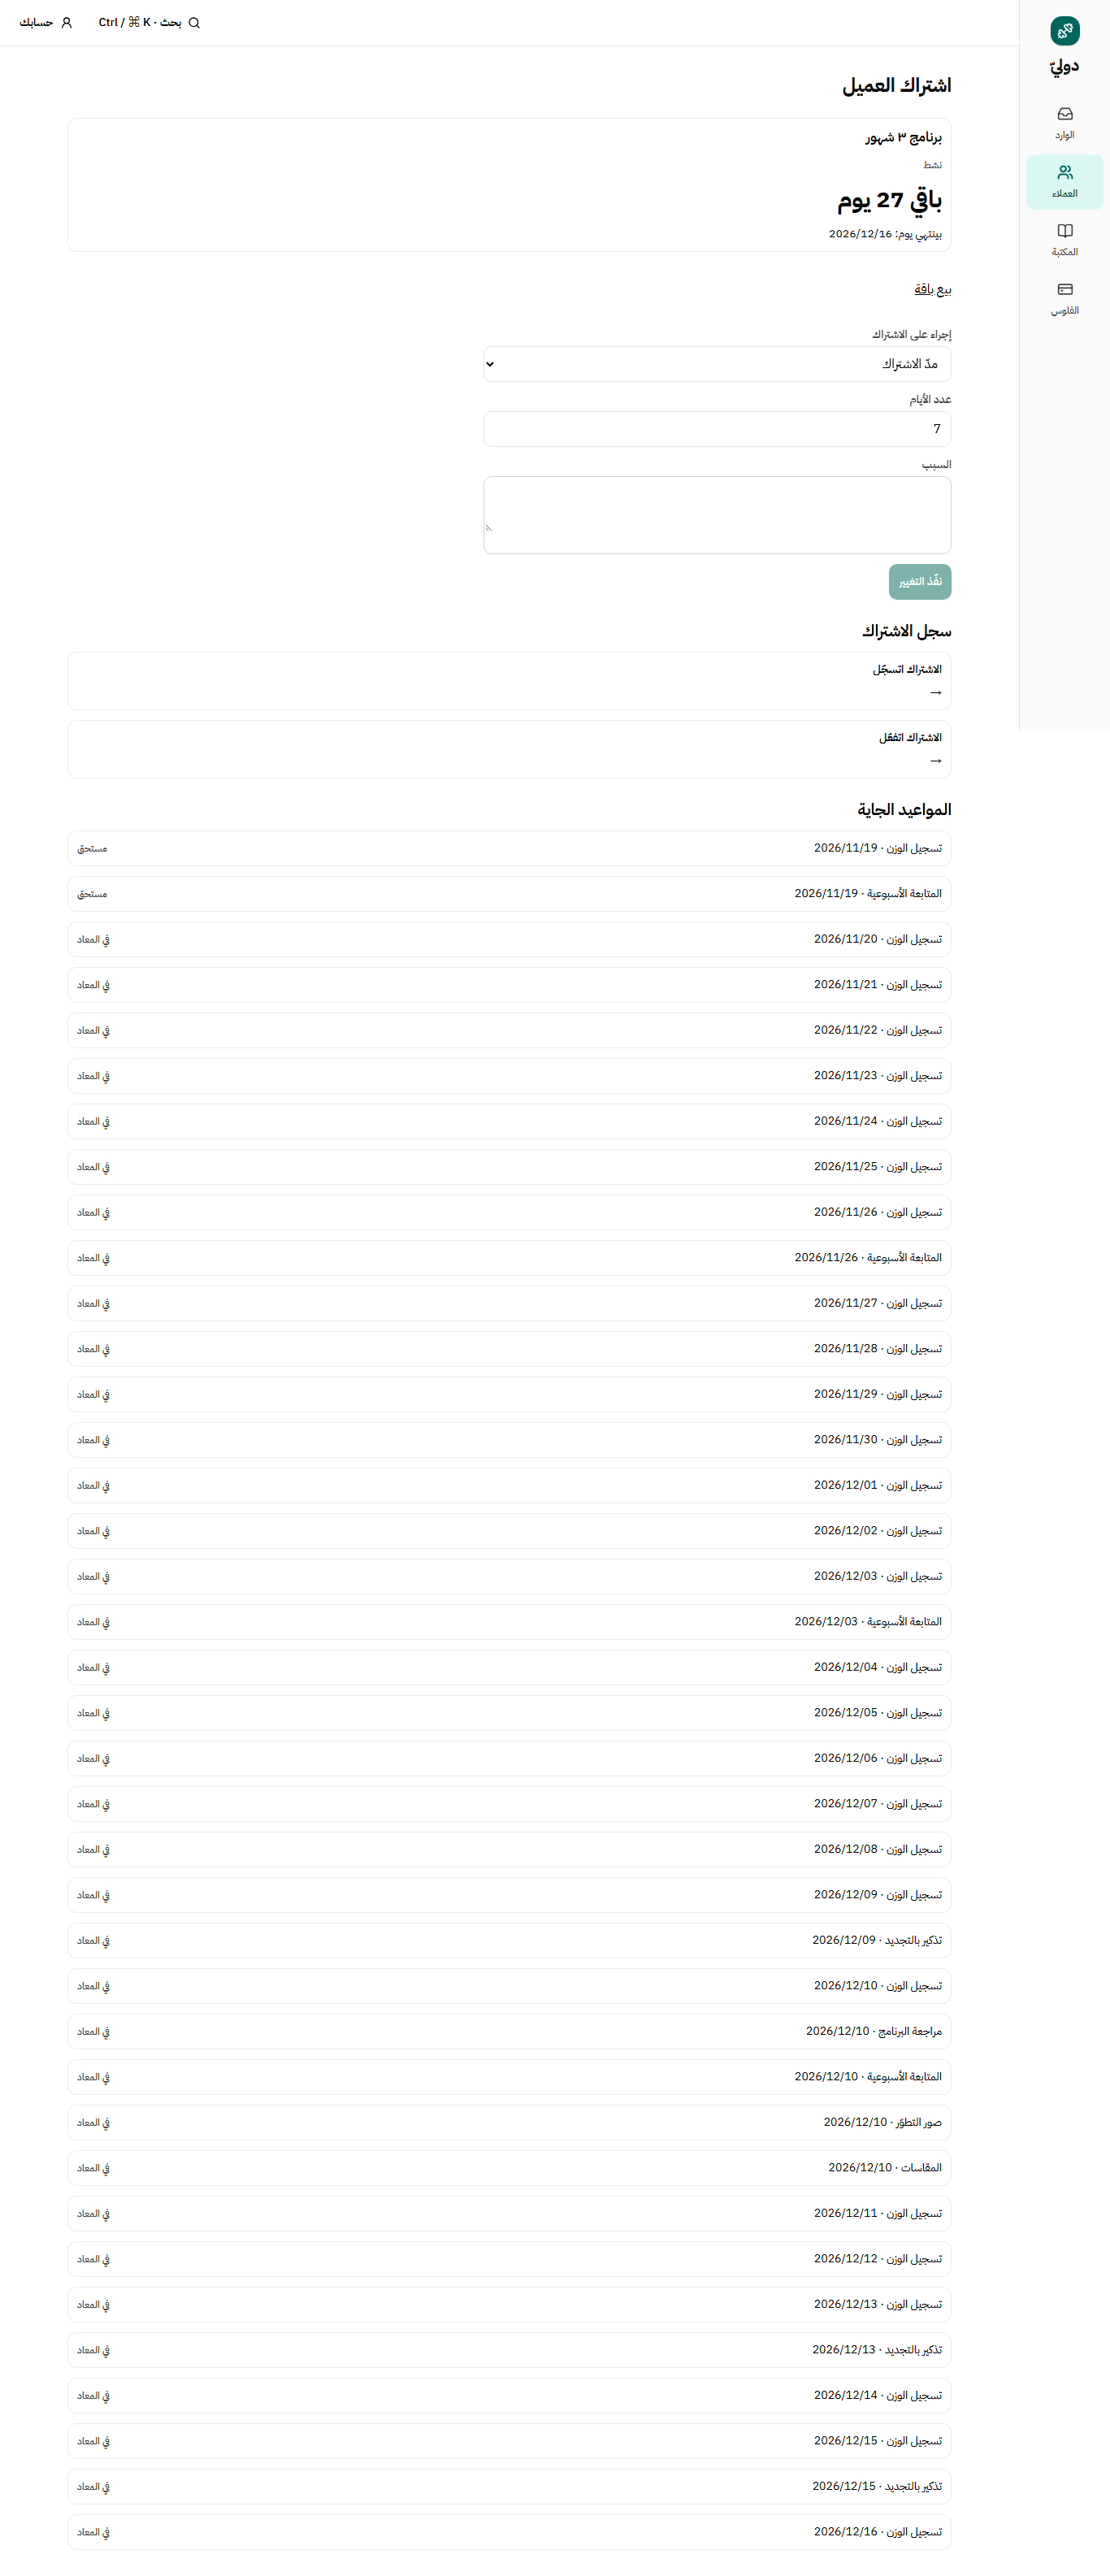 دوليّ
الوارد
العملاء
المكتبة
الفلوس
بحث · Ctrl / ⌘ K
حسابك
اشتراك العميل
برنامج ٣ شهور
نشط
باقي 27 يوم
بينتهي يوم: 2026/12/16
بيع باقة
إجراء على الاشتراك
مدّ الاشتراك
عدد الأيام
7
السبب
نفّذ التغيير
سجل الاشتراك
الاشتراك اتسجّل
→
الاشتراك اتفعّل
→
المواعيد الجاية
تسجيل الوزن · 2026/11/19 مستحق
المتابعة الأسبوعية · 2026/11/19 مستحق
تسجيل الوزن · 2026/11/20 في المعاد
تسجيل الوزن · 2026/11/21 في المعاد
تسجيل الوزن · 2026/11/22 في المعاد
تسجيل الوزن · 2026/11/23 في المعاد
تسجيل الوزن · 2026/11/24 في المعاد
تسجيل الوزن · 2026/11/25 في المعاد
تسجيل الوزن · 2026/11/26 في المعاد
المتابعة الأسبوعية · 2026/11/26 في المعاد
تسجيل الوزن · 2026/11/27 في المعاد
تسجيل الوزن · 2026/11/28 في المعاد
تسجيل الوزن · 2026/11/29 في المعاد
تسجيل الوزن · 2026/11/30 في المعاد
تسجيل الوزن · 2026/12/01 في المعاد
تسجيل الوزن · 2026/12/02 في المعاد
تسجيل الوزن · 2026/12/03 في المعاد
المتابعة الأسبوعية · 2026/12/03 في المعاد
تسجيل الوزن · 2026/12/04 في المعاد
تسجيل الوزن · 2026/12/05 في المعاد
تسجيل الوزن · 2026/12/06 في المعاد
تسجيل الوزن · 2026/12/07 في المعاد
تسجيل الوزن · 2026/12/08 في المعاد
تسجيل الوزن · 2026/12/09 في المعاد
تذكير بالتجديد · 2026/12/09 في المعاد
تسجيل الوزن · 2026/12/10 في المعاد
مراجعة البرنامج · 2026/12/10 في المعاد
المتابعة الأسبوعية · 2026/12/10 في المعاد
صور التطوّر · 2026/12/10 في المعاد
المقاسات · 2026/12/10 في المعاد
تسجيل الوزن · 2026/12/11 في المعاد
تسجيل الوزن · 2026/12/12 في المعاد
تسجيل الوزن · 2026/12/13 في المعاد
تذكير بالتجديد · 2026/12/13 في المعاد
تسجيل الوزن · 2026/12/14 في المعاد
تسجيل الوزن · 2026/12/15 في المعاد
تذكير بالتجديد · 2026/12/15 في المعاد
تسجيل الوزن · 2026/12/16 في المعاد